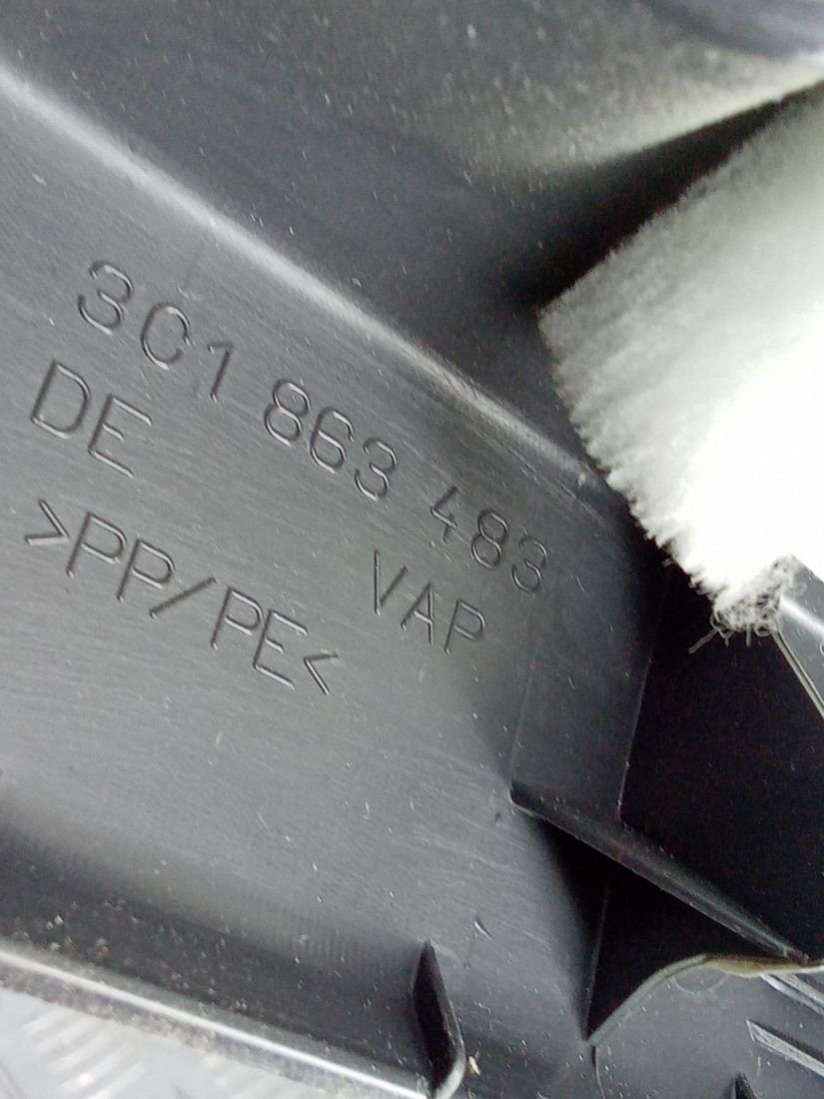 3C1 863 483
DE VAP
>PP/PE<